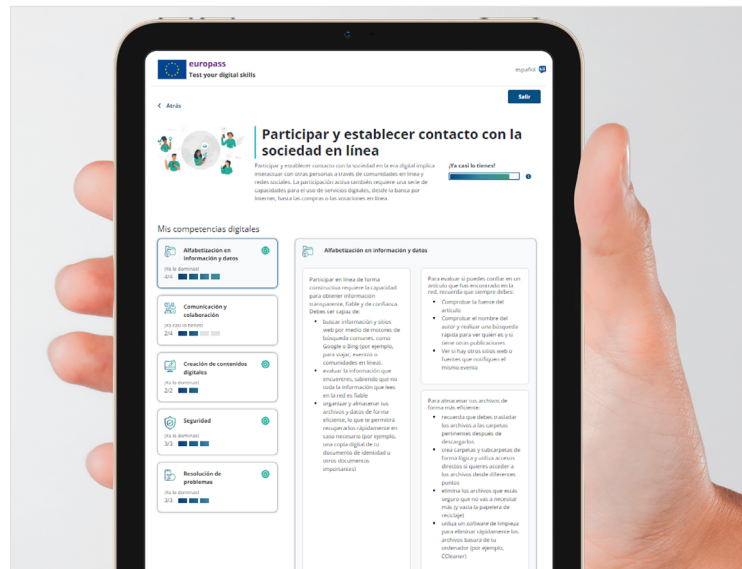 europass
Test your digital skills
español
Atrás
Salir
Participar y establecer contacto con la
sociedad en línea
Participar y establecer contacto con la sociedad en la era digital implica
interactuar con otras personas a través de comunidades en línea y
redes sociales. La participación activa también requiere una serie de
capacidades para el uso de servicios digitales, desde la banca por
Internet, hasta las compras o las votaciones en línea.
¡Ya casi lo tienes!
Mis competencias digitales
Alfabetización en
información y datos
¡Ya lo dominas!
4/4
Comunicación y
colaboración
¡Ya casi lo tienes!
2/4
Creación de contenidos
digitales
¡Ya lo dominas!
2/2
Seguridad
¡Ya lo dominas!
3/3
Resolución de
problemas
¡Ya lo dominas!
3/3
Alfabetización en información y datos
Participar en línea de forma
constructiva requiere la capacidad
para obtener información
transparente, fiable y de confianza.
Debes ser capaz de:
buscar información y sitios
web por medio de motores de
búsqueda comunes, como
Google o Bing (por ejemplo,
para viajar, eventos o
comunidades en línea).
evaluar la información que
encuentres, sabiendo que no
toda la información que lees
en la red es fiable
organizar y almacenar tus
archivos y datos de forma
eficiente, lo que te permitirá
recuperarlos rápidamente en
caso necesario (por ejemplo,
una copia digital de tu
documento de identidad u
otros documentos
importantes)
Para evaluar si puedes confiar en un
artículo que has encontrado en la
red, recuerda que siempre debes:
Comprobar la fuente del
artículo
Comprobar el nombre del
autor y realizar una búsqueda
rápida para ver quién es y si
tiene otras publicaciones
Ver si hay otros sitios web o
fuentes que notifiquen el
mismo evento
Para almacenar tus archivos de
forma más eficiente:
recuerda que debes trasladar
los archivos a las carpetas
pertinentes después de
descargarlos
crea carpetas y subcarpetas de
forma lógica y utiliza accesos
directos si quieres acceder a
los archivos desde diferentes
puntos
elimina los archivos que estás
seguro que no vas a necesitar
más (y vacía la papelera de
reciclaje)
utiliza un software de limpieza
para eliminar rápidamente los
archivos basura de tu
ordenador (por ejemplo,
CCleaner)